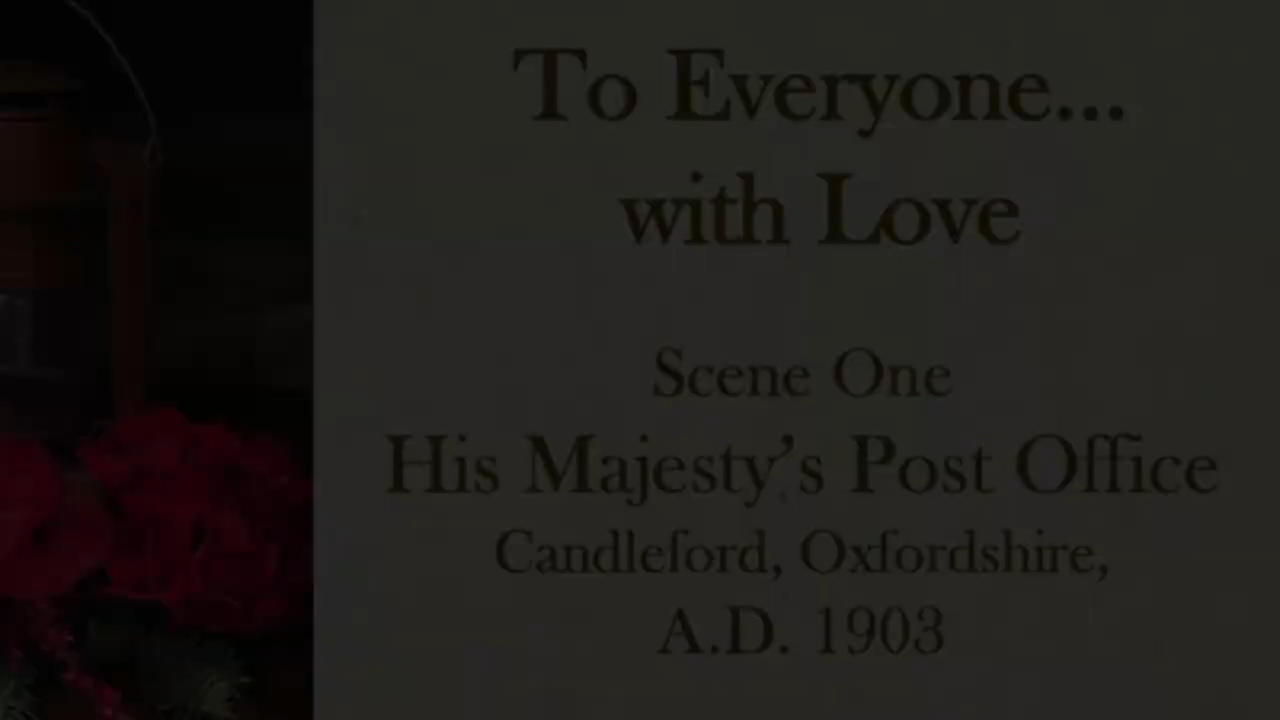 To Everyone...
with Love
Scene One
His Majesty's Post Office
Candleford, Oxfordshire,
A.D. 1903